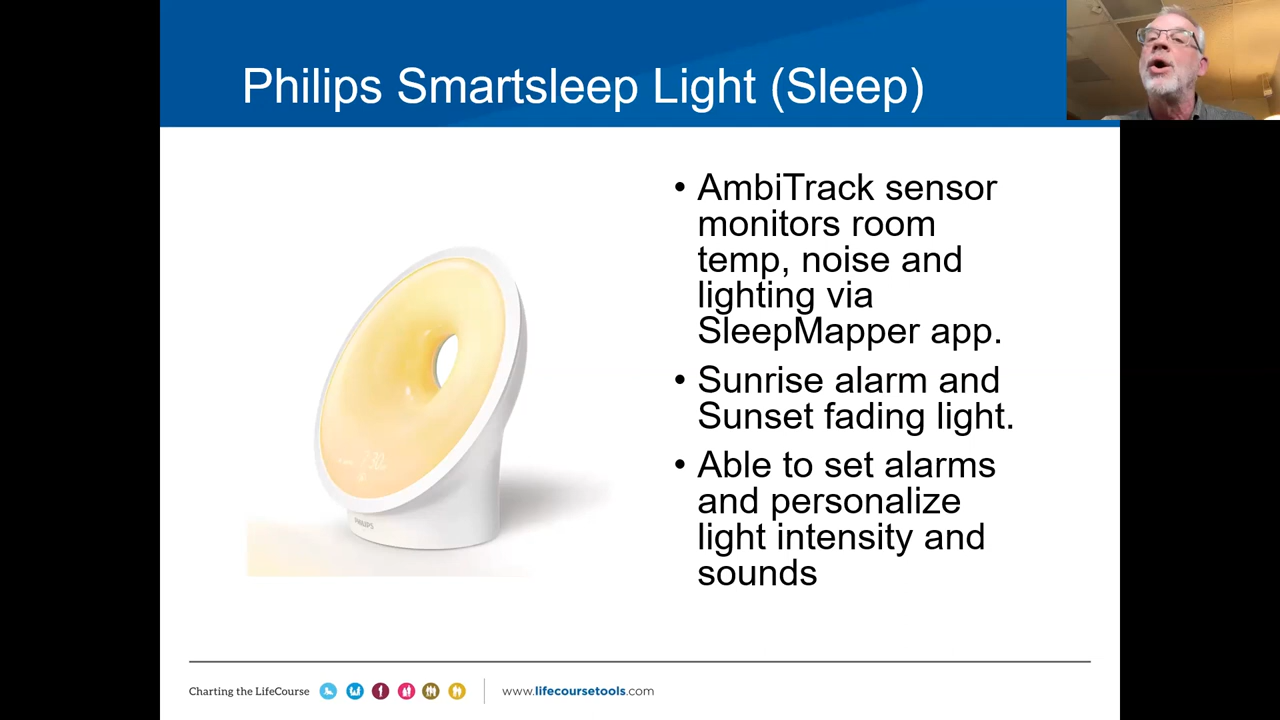 Philips Smartsleep Light (Sleep)
• AmbiTrack sensor
monitors room
temp, noise and
lighting via
SleepMapper app.
• Sunrise alarm and
Sunset fading light.
• Able to set alarms
and personalize
light intensity and
sounds
PHILIPS
Charting the LifeCourse
www.lifecoursetools.com